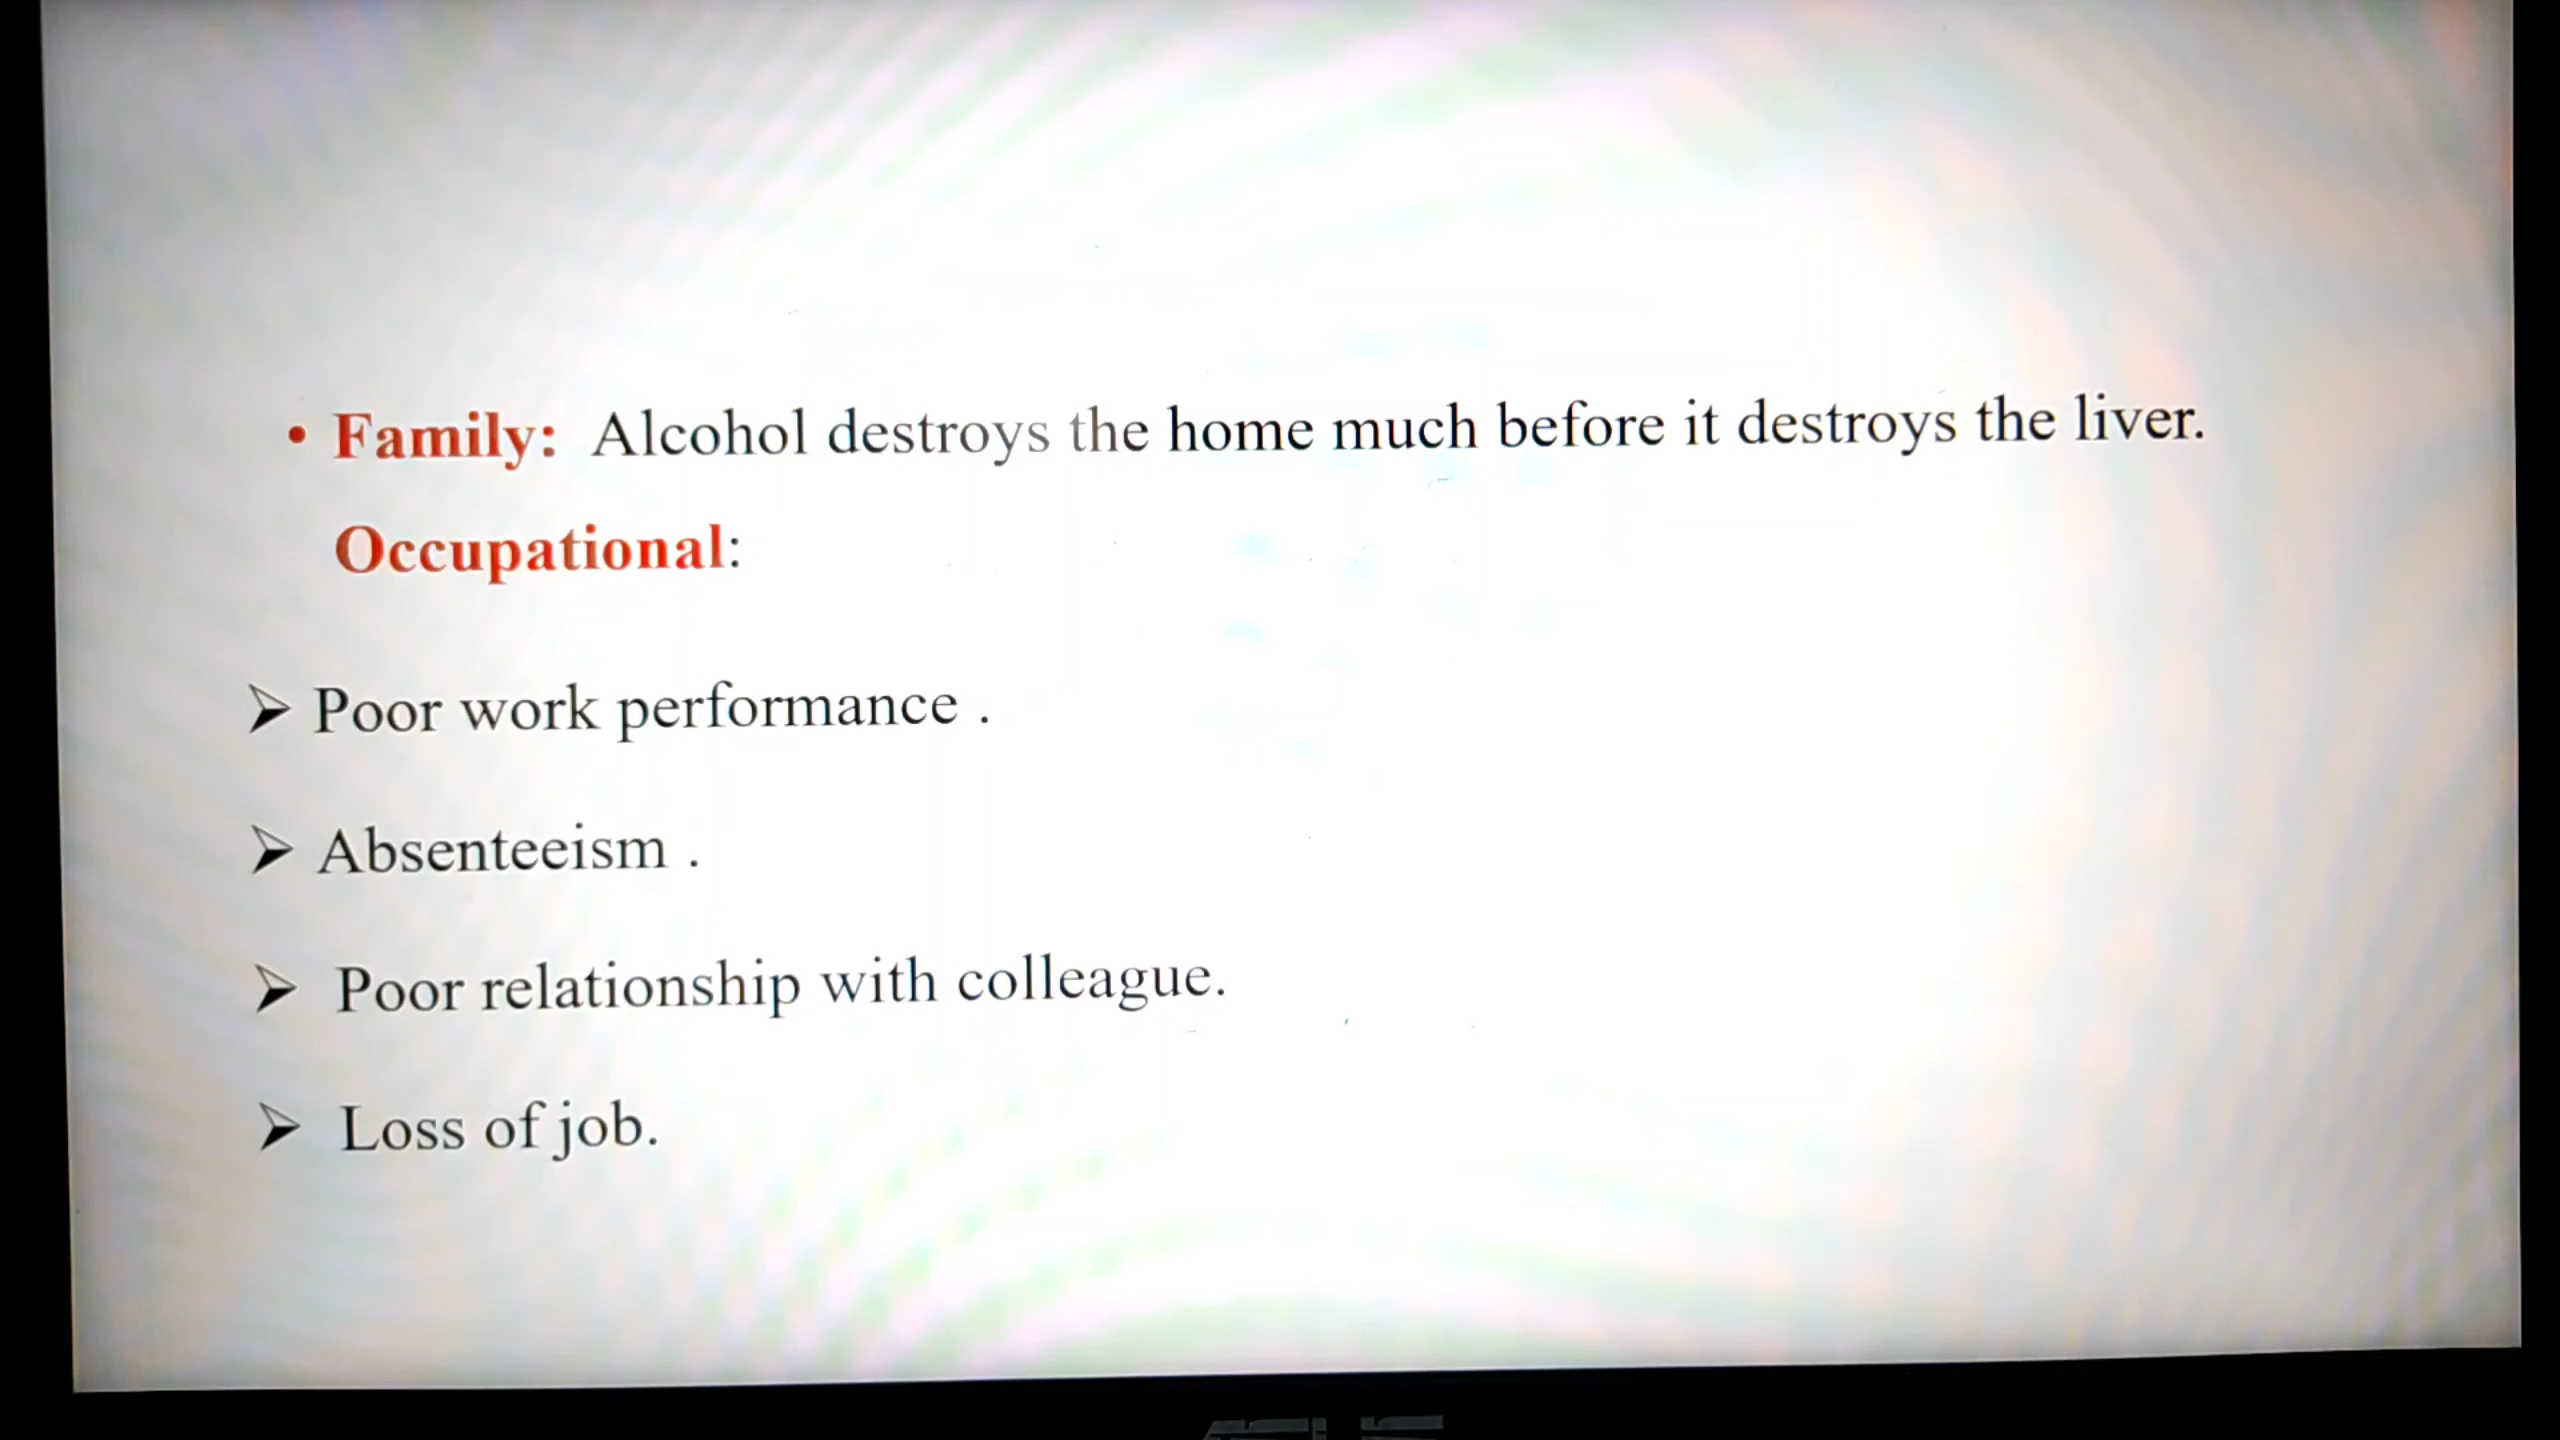 • Family: Alcohol destroys the home much before it destroys the liver.
Occupational:
➢ Poor work performance .
➢ Absenteeism .
➢ Poor relationship with colleague.
➢ Loss of job.